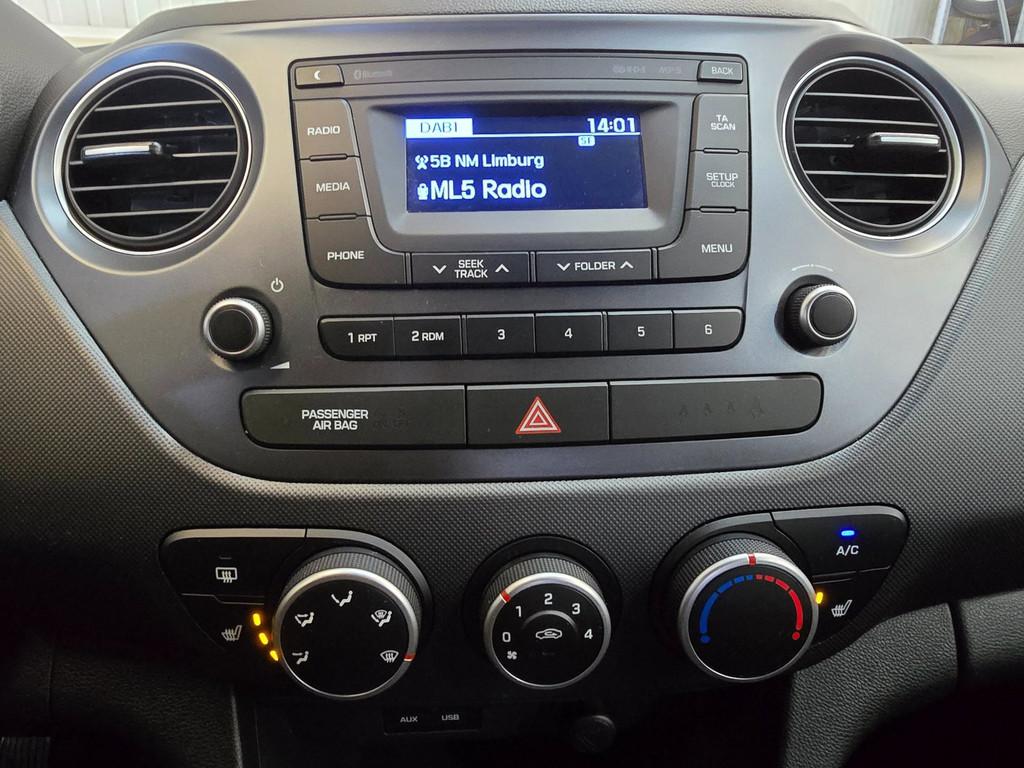 Bluetooth
BACK
RADIO
MEDIA
PHONE
DAB1
14:01
ST
5B NM Limburg
ML5 Radio
TA
SCAN
SETUP
CLOCK
MENU
SEEK
TRACK
FOLDER
1 RPT
2 RDM
3
4
5
6
PASSENGER
AIR BAG
0
1
2
3
4
A/C
AUX
USB